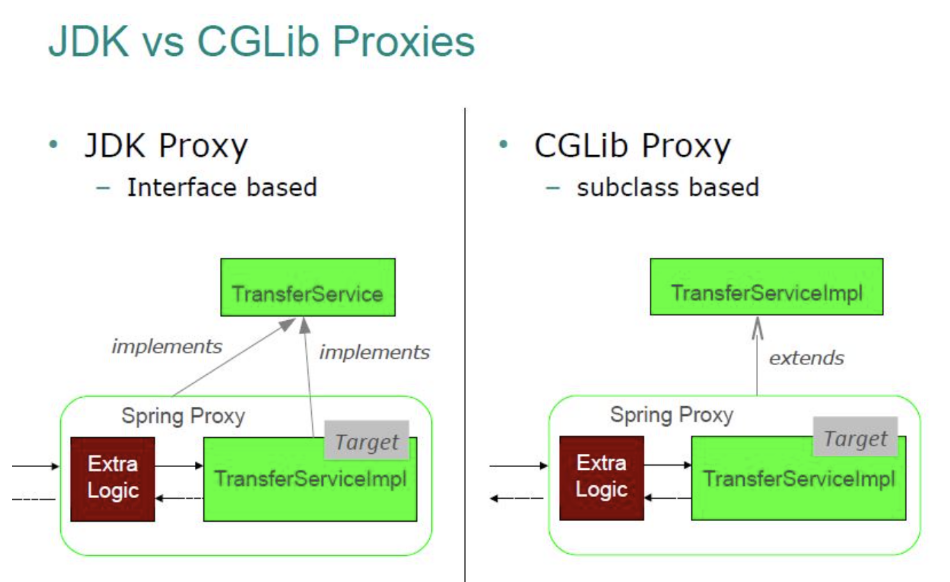 JDK vs CGLib Proxies
• JDK Proxy
– Interface based
TransferService
implements
implements
Spring Proxy
Target
Extra
Logic
TransferServiceImpl
• CGLib Proxy
– subclass based
TransferServiceImpl
extends
Spring Proxy
Target
Extra
Logic
TransferServiceImpl